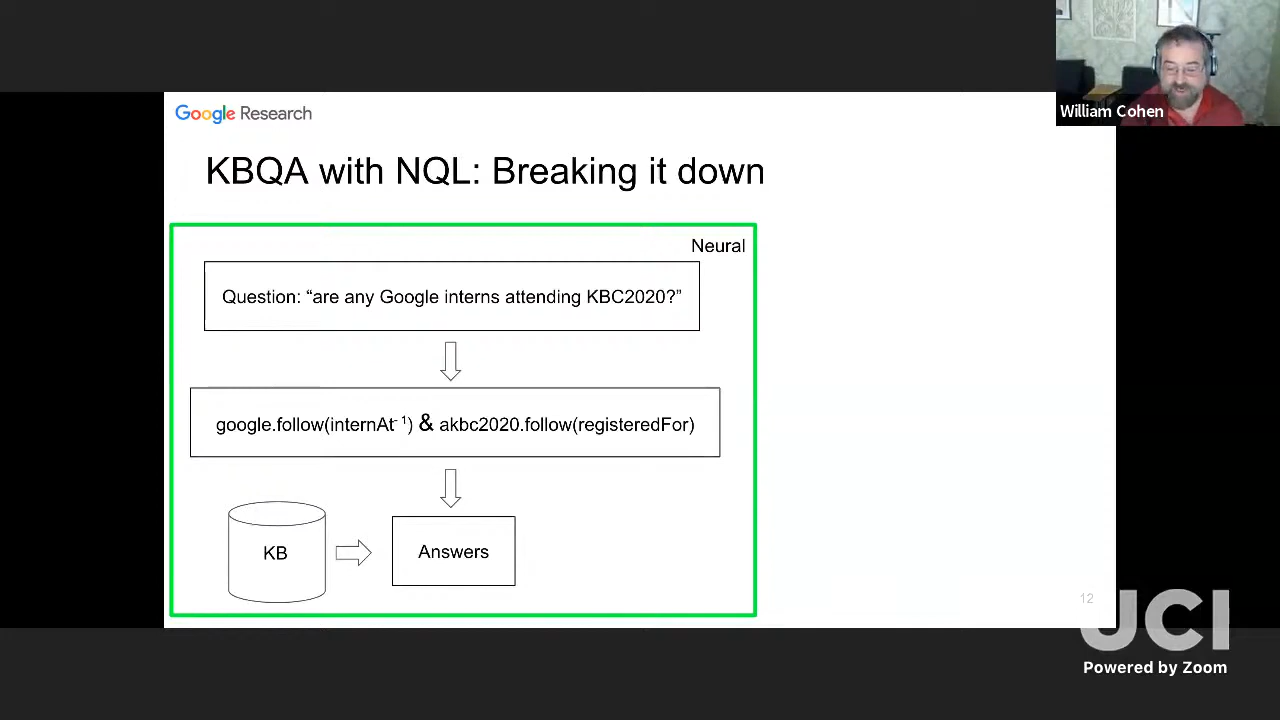 William Cohen
Google Research
KBQA with NQL: Breaking it down
Neural
Question: “are any Google interns attending KBC2020?”
google.follow(internAt⁻¹) & akbc2020.follow(registeredFor)
KB
Answers
12
UCI
Powered by Zoom